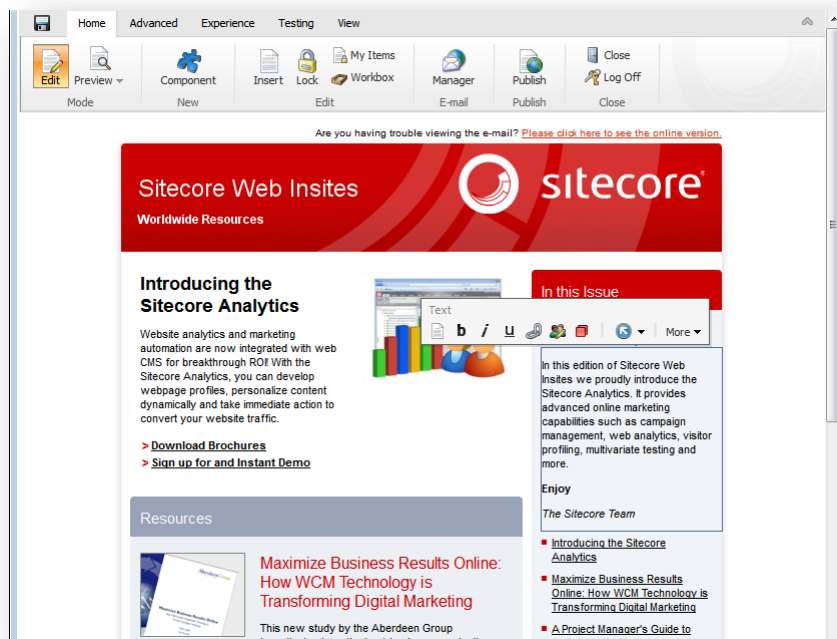 Home Advanced Experience Testing View
Edit Preview Component Insert Lock My Items Workbox Manager Publish Close Log Off
Mode New Edit E-mail Publish Close
Are you having trouble viewing the e-mail? Please click here to see the online version.
Sitecore Web Insites
sitecore
Worldwide Resources
Introducing the
Sitecore Analytics
Website analytics and marketing
automation are now integrated with web
CMS for breakthrough ROI! With the
Sitecore Analytics, you can develop
webpage profiles, personalize content
dynamically and take immediate action to
convert your website traffic.
> Download Brochures
> Sign up for and Instant Demo
In this Issue
Text
b i u More
In this edition of Sitecore Web
Insites we proudly introduce the
Sitecore Analytics. It provides
advanced online marketing
capabilities such as campaign
management, web analytics, visitor
profiling, multivariate testing and
more.
Enjoy
The Sitecore Team
Introducing the Sitecore
Analytics
Maximize Business Results
Online: How WCM Technology is
Transforming Digital Marketing
A Project Manager's Guide to
Resources
AberdeenGroup
Maximize Business Results Online:
Maximize Business Results Online:
How WCM Technology is
Transforming Digital Marketing
This new study by the Aberdeen Group